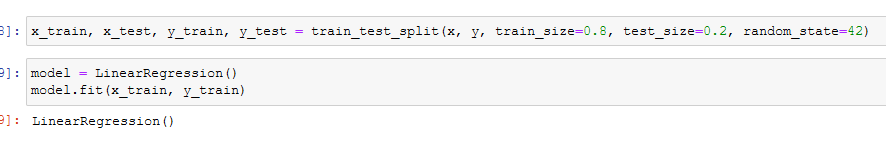 8]: x_train, x_test, y_train, y_test = train_test_split(x, y, train_size=0.8, test_size=0.2, random_state=42)
9]: model = LinearRegression()
model.fit(x_train, y_train)
9]: LinearRegression()